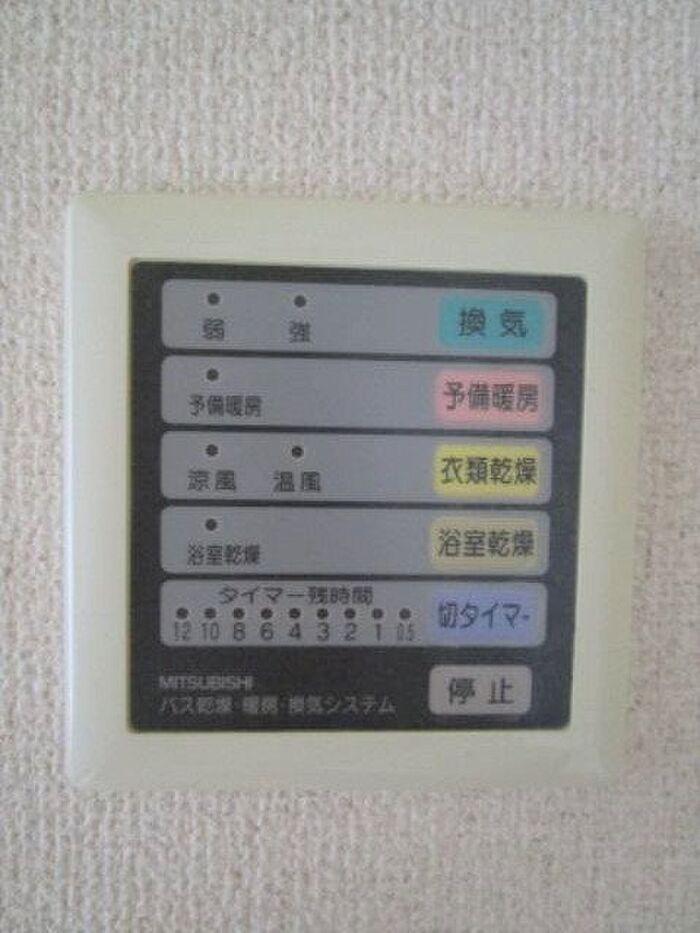 弱 強 換気
予備暖房 予備暖房
涼風 温風 衣類乾燥
浴室乾燥 浴室乾燥
タイマー残時間
12 10 8 6 4 3 2 1 0.5 切タイマー
MITSUBISHI
バス乾燥・暖房・換気システム 停止